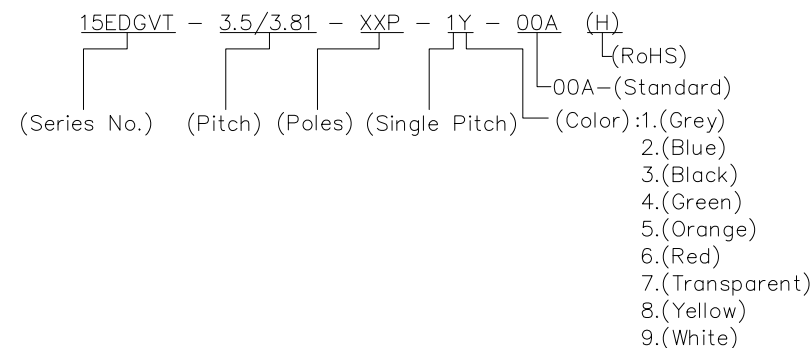 15EDGVT - 3.5/3.81 - XXP - 1Y - 00A (H)
(RoHS)
00A-(Standard)
(Series No.) (Pitch) (Poles) (Single Pitch) (Color):1.(Grey)
2.(Blue)
3.(Black)
4.(Green)
5.(Orange)
6.(Red)
7.(Transparent)
8.(Yellow)
9.(White)